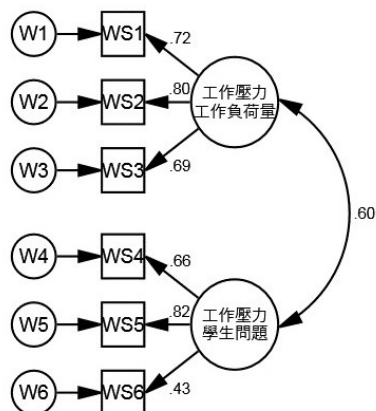 W1
WS1
.72
W2
WS2
.80
工作壓力
工作負荷量
W3
WS3
.69
.60
W4
WS4
.66
W5
WS5
.82
工作壓力
學生問題
W6
WS6
.43